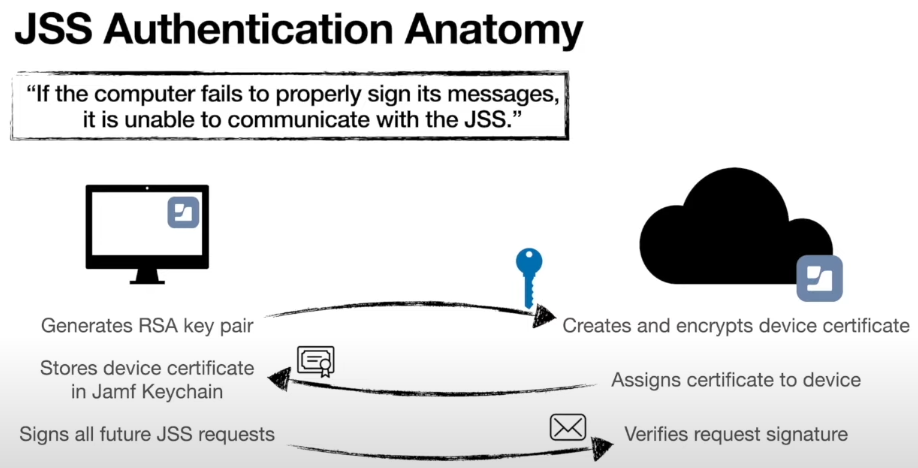 JSS Authentication Anatomy
“If the computer fails to properly sign its messages,
it is unable to communicate with the JSS.”
Generates RSA key pair
Creates and encrypts device certificate
Stores device certificate
in Jamf Keychain
Assigns certificate to device
Signs all future JSS requests
Verifies request signature